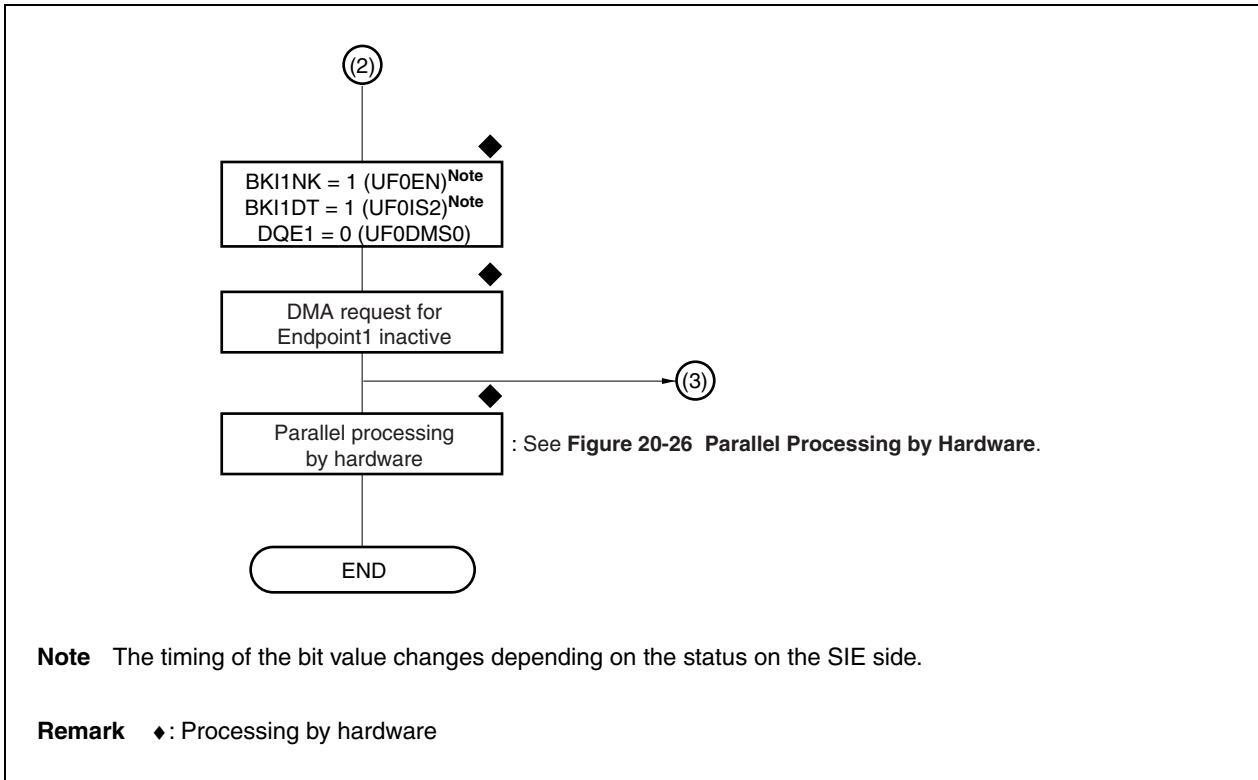 (2)
BKI1NK = 1 (UF0EN)Note
BKI1DT = 1 (UF0IS2)Note
DQE1 = 0 (UF0DMS0)
DMA request for
Endpoint1 inactive
(3)
Parallel processing
by hardware
: See Figure 20-26 Parallel Processing by Hardware.
END
Note The timing of the bit value changes depending on the status on the SIE side.
Remark ♦: Processing by hardware